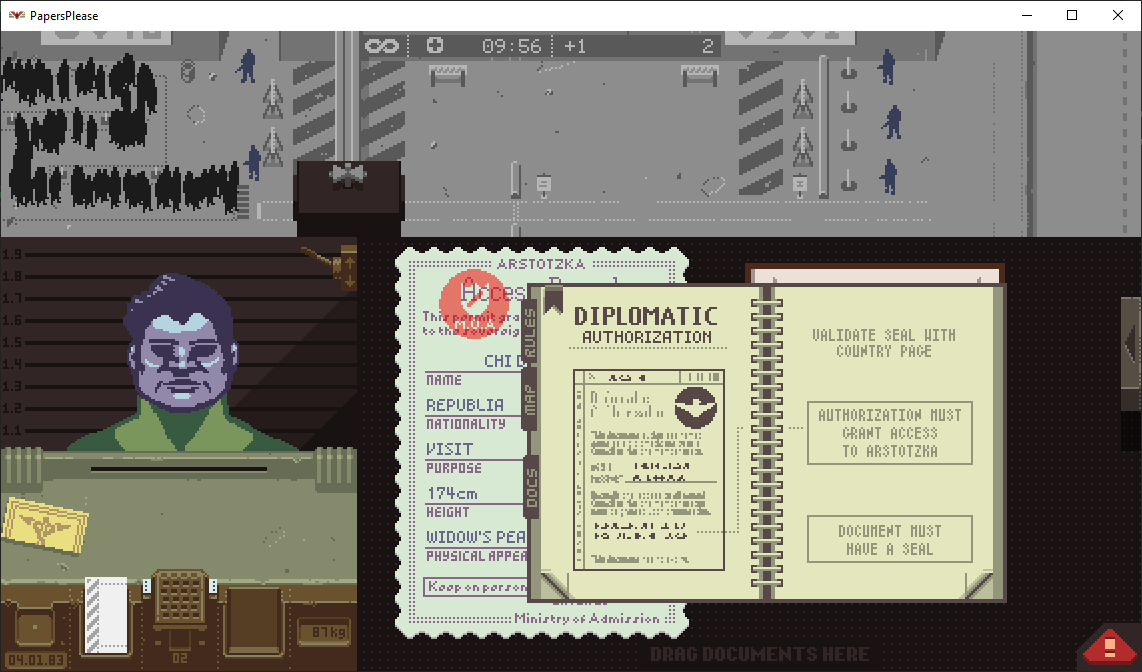 PapersPlease
09:56
+1
2
1.9
1.8
1.7
1.6
1.5
1.4
1.3
1.2
1.1
ARSTOTZKA
Access
M.O.A
This permit
to the
CHI
NAME
REPUBLIA
NATIONALITY
VISIT
PURPOSE
174cm
HEIGHT
WIDOW'S PEA
PHYSICAL APPEA
Keep on person
Ministry of Admission
RULES
MAP
DOCS
DIPLOMATIC
AUTHORIZATION
VALIDATE SEAL WITH
COUNTRY PAGE
AUTHORIZATION MUST
GRANT ACCESS
TO ARSTOTZKA
DOCUMENT MUST
HAVE A SEAL
04.01.83
02
87kg
DRAG DOCUMENTS HERE